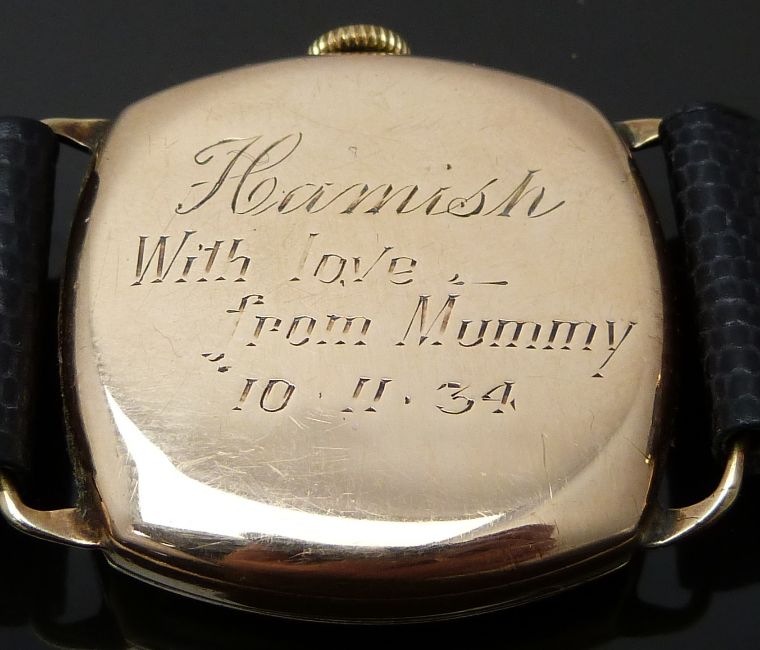 Hamish
With love –
from Mummy
10.11.34